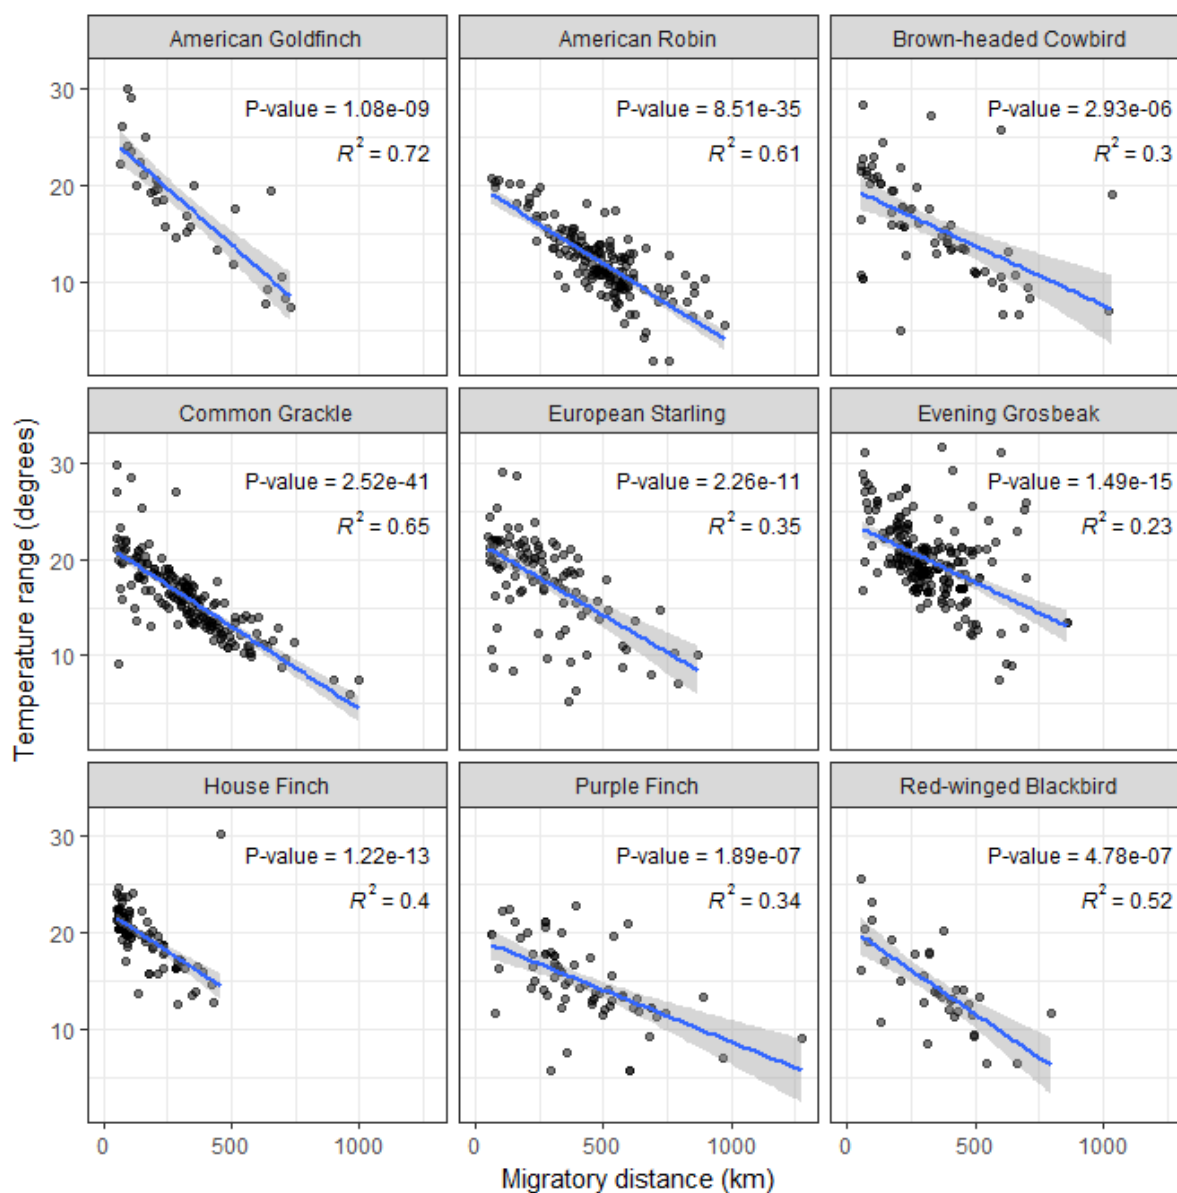 American Goldfinch
American Robin
Brown-headed Cowbird
30
20
10
P-value = 1.08e-09
R² = 0.72
P-value = 8.51e-35
R² = 0.61
P-value = 2.93e-06
R² = 0.3
Common Grackle
European Starling
Evening Grosbeak
Temperature range (degrees)
30
20
10
P-value = 2.52e-41
R² = 0.65
P-value = 2.26e-11
R² = 0.35
P-value = 1.49e-15
R² = 0.23
House Finch
Purple Finch
Red-winged Blackbird
30
20
10
P-value = 1.22e-13
R² = 0.4
P-value = 1.89e-07
R² = 0.34
P-value = 4.78e-07
R² = 0.52
0 500 1000
0 500 1000
0 500 1000
Migratory distance (km)